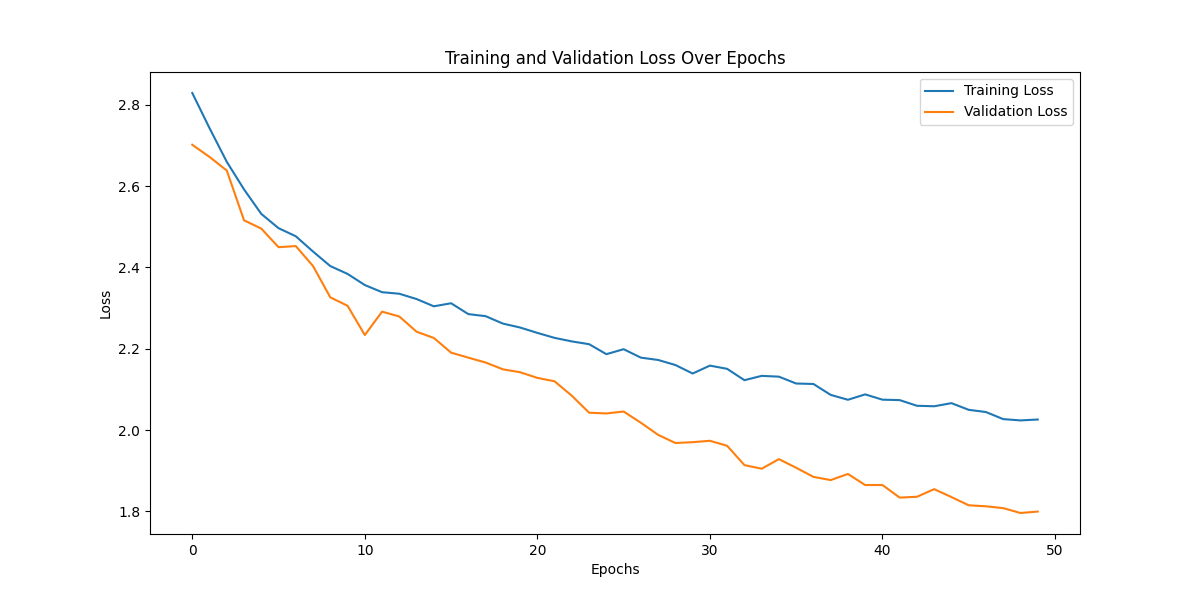 Training and Validation Loss Over Epochs
Training Loss
Validation Loss
2.8
2.6
2.4
2.2
2.0
1.8
Loss
0 10 20 30 40 50
Epochs